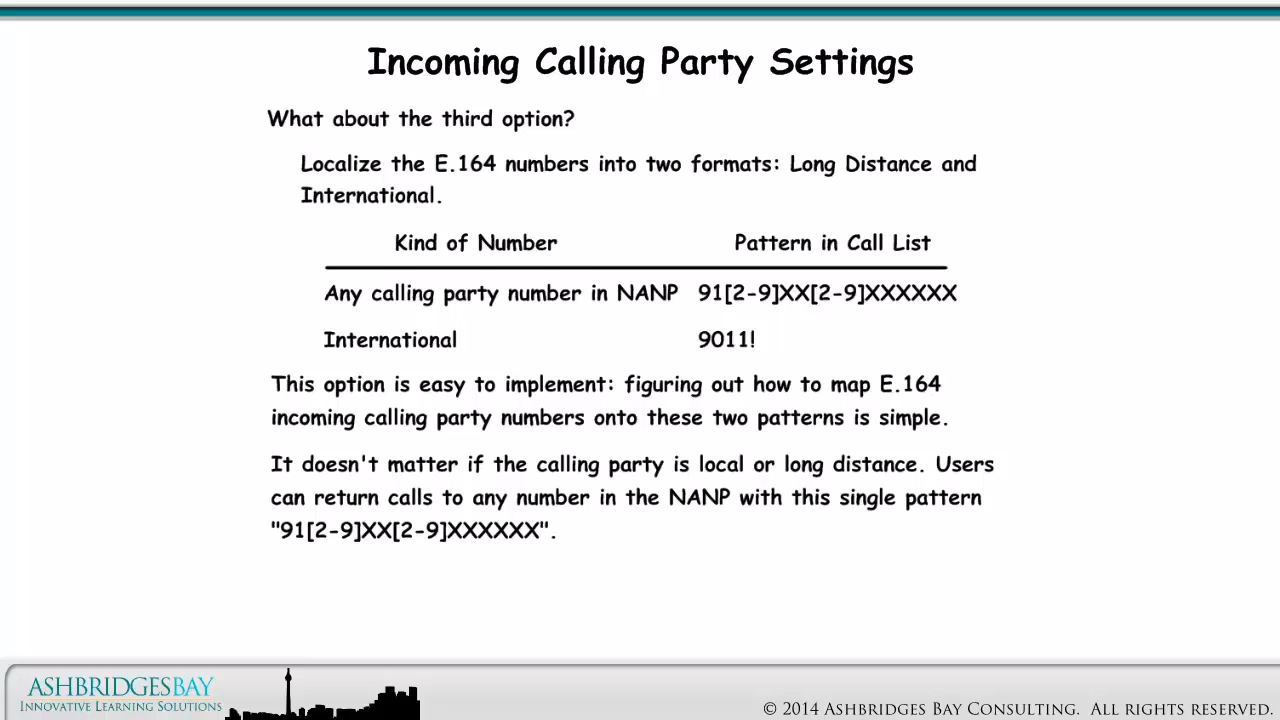 Incoming Calling Party Settings
What about the third option?
Localize the E.164 numbers into two formats: Long Distance and
International.
Kind of Number Pattern in Call List
Any calling party number in NANP 91[2-9]XX[2-9]XXXXXX
International 9011!
This option is easy to implement: figuring out how to map E.164
incoming calling party numbers onto these two patterns is simple.
It doesn't matter if the calling party is local or long distance. Users
can return calls to any number in the NANP with this single pattern
"91[2-9]XX[2-9]XXXXXX".
ASHBRIDGESBAY
INNOVATIVE LEARNING SOLUTIONS
© 2014 ASHBRIDGES BAY CONSULTING. ALL RIGHTS RESERVED.